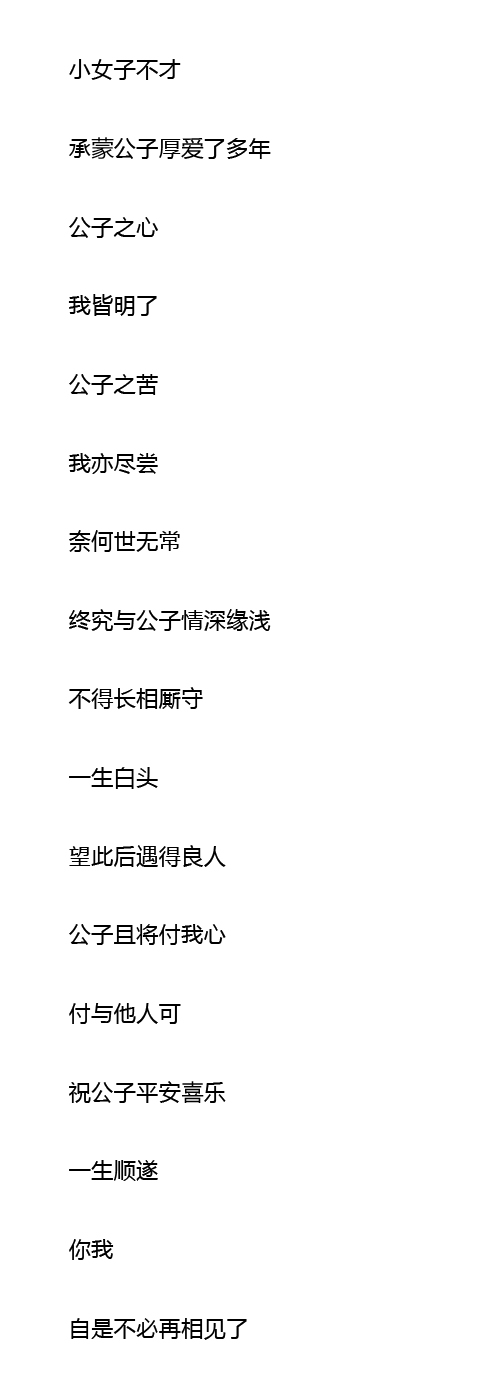 小女子不才
承蒙公子厚爱了多年
公子之心
我皆明了
公子之苦
我亦尽尝
奈何世无常
终究与公子情深缘浅
不得长相厮守
一生白头
望此后遇得良人
公子且将付我心
付与他人可
祝公子平安喜乐
一生顺遂
你我
自是不必再相见了